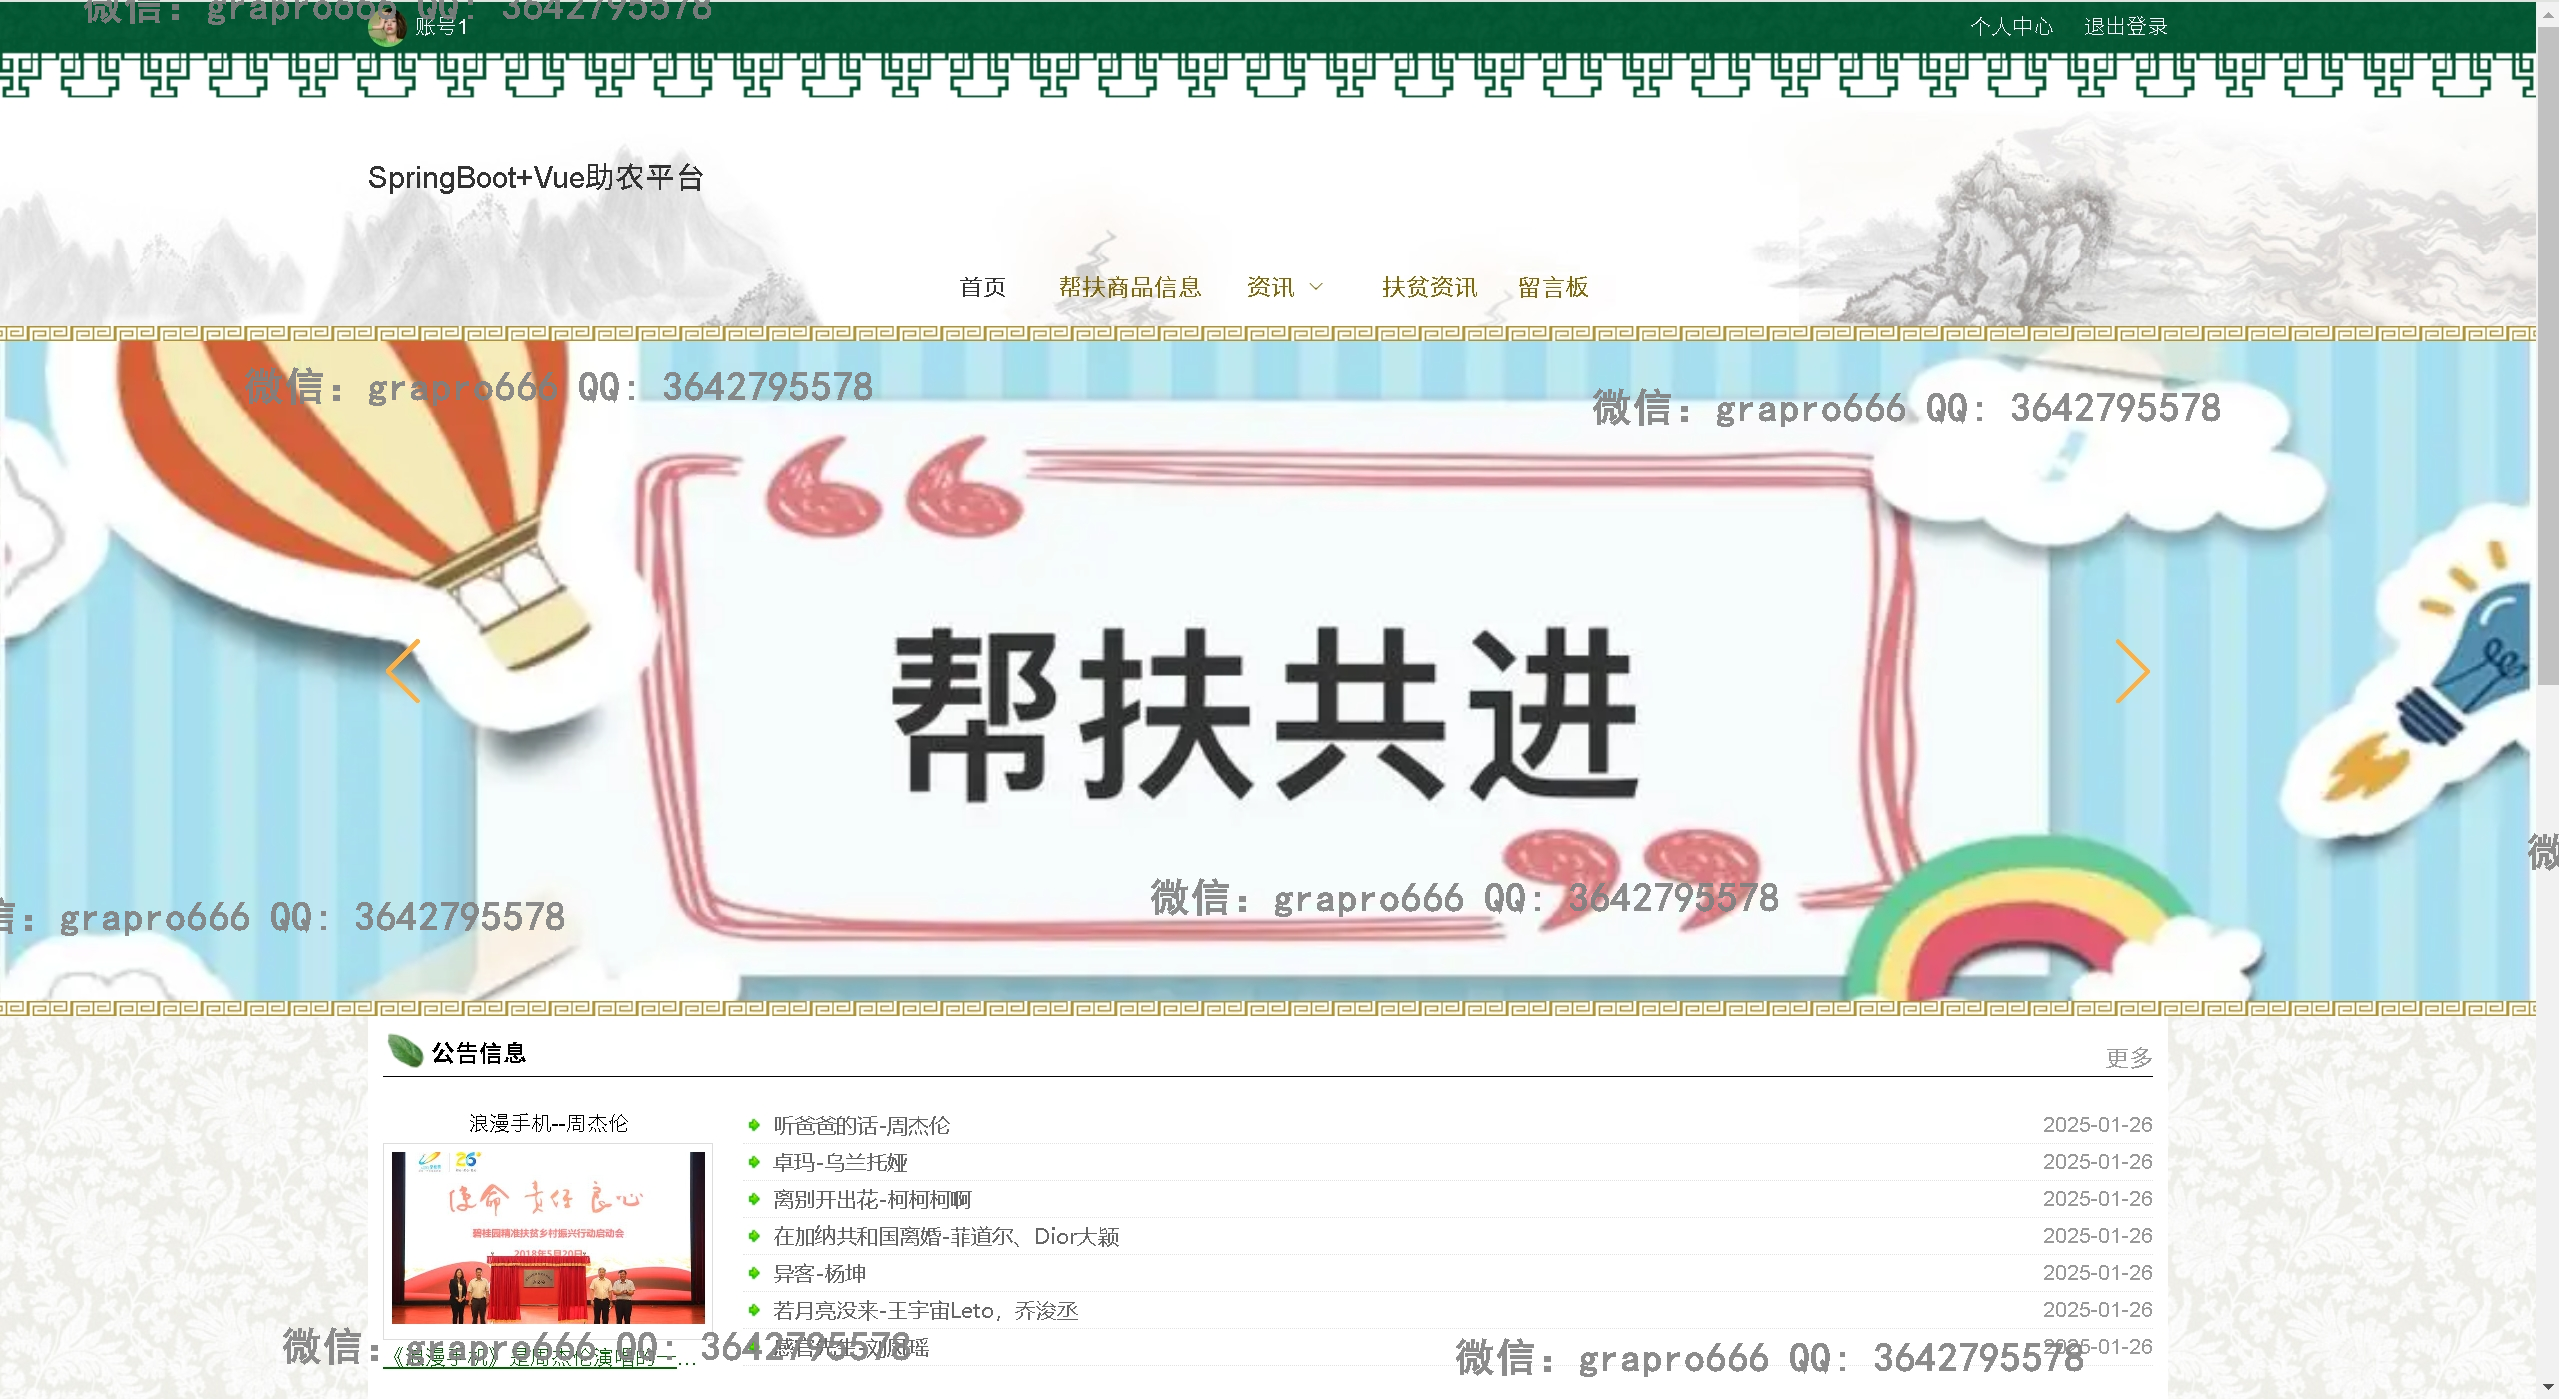 微信: grapro666 QQ: 3642795578
账号1
个人中心 退出登录
SpringBoot+Vue助农平台
首页 帮扶商品信息 资讯 扶贫资讯 留言板
微信: grapro666 QQ: 3642795578
微信: grapro666 QQ: 3642795578
帮扶共进
微
微信: grapro666 QQ: 3642795578
信: grapro666 QQ: 3642795578
公告信息 更多
浪漫手机--周杰伦
听爸爸的话-周杰伦 2025-01-26
卓玛-乌兰托娅 2025-01-26
离别开出花-柯柯柯啊 2025-01-26
在加纳共和国离婚-菲道尔、Dior大颖 2025-01-26
异客-杨坤 2025-01-26
若月亮没来-王宇宙Leto，乔浚丞 2025-01-26
2025-01-26
使命 责任 良心
碧桂园精准扶贫乡村振兴行动启动会
2018年5月20日
《浪漫手机》是周杰伦演唱的一...
微信: grapro666 QQ: 3642795578
微信: grapro666 QQ: 3642795578